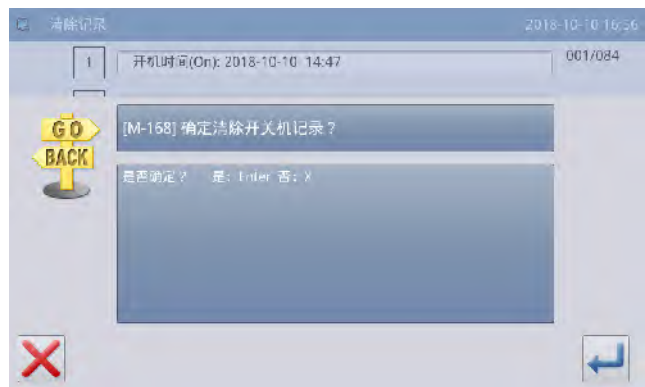 清除记录 2018-10-10 16:56
1 开机时间(On): 2018-10-10 14:47 001/084
GO
BACK
[M-168] 确定清除开关机记录？
是否确定？ 是: Enter 否: X